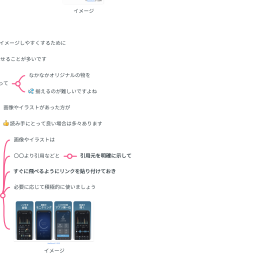 イメージ
イメージしやすくするために
せることが多いです
なかなかオリジナルの物を
って
揃えるのが難しいですよね
画像やイラストがあった方が
👍読み手にとって良い場合は多々あります
画像やイラストは
〇〇より引用などと
引用元を明確に示して
すぐに飛べるようにリンクを貼り付けておき
必要に応じて積極的に使いましょう
イメージ